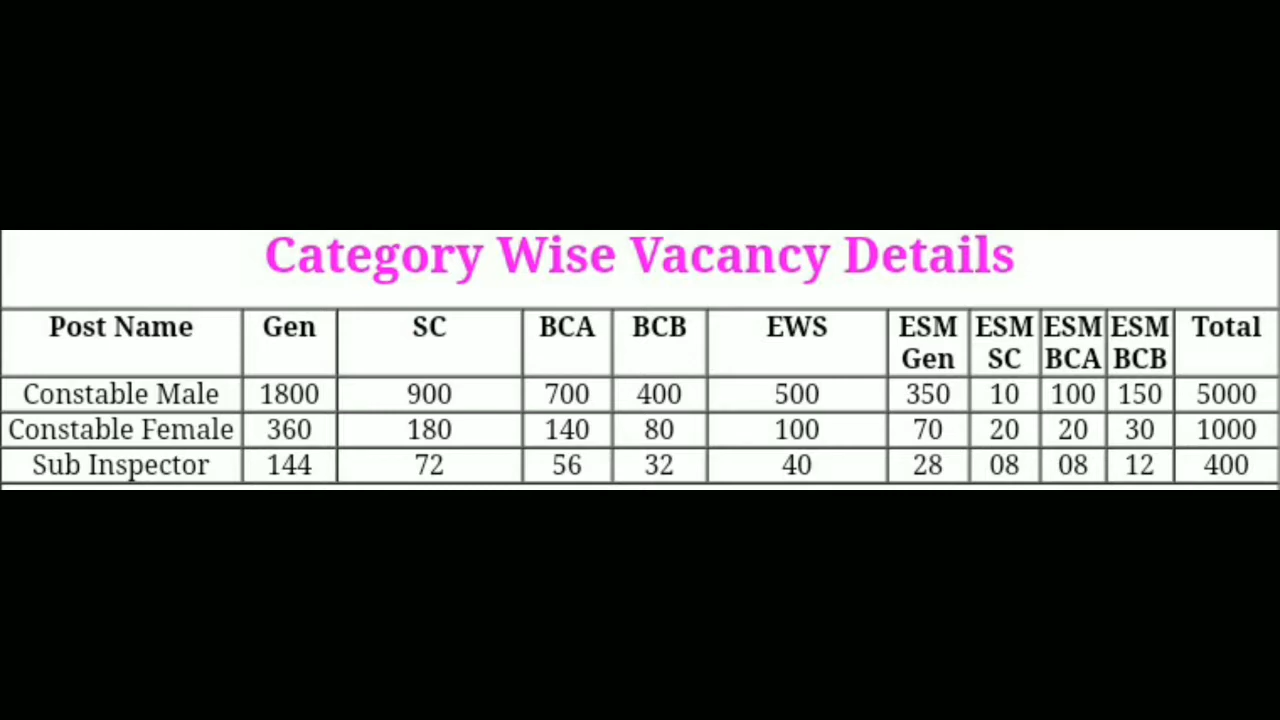 Category Wise Vacancy Details
Post Name Gen SC BCA BCB EWS ESM Gen ESM SC ESM BCA ESM BCB Total
Constable Male 1800 900 700 400 500 350 10 100 150 5000
Constable Female 360 180 140 80 100 70 20 20 30 1000
Sub Inspector 144 72 56 32 40 28 08 08 12 400